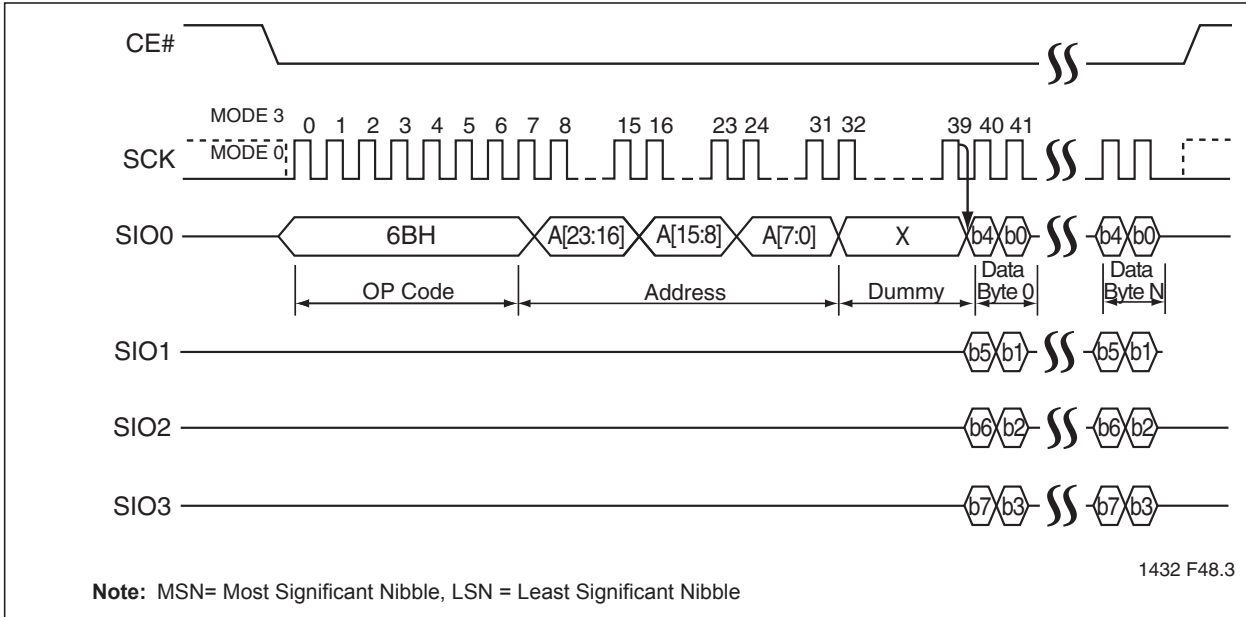 CE#
MODE 3
0 1 2 3 4 5 6 7 8 15 16 23 24 31 32 39 40 41
SCK
MODE 0
SIO0
6BH
A[23:16]
A[15:8]
A[7:0]
X
b4
b0
b4
b0
OP Code
Address
Dummy
Data
Byte 0
Data
Byte N
SIO1
b5
b1
b5
b1
SIO2
b6
b2
b6
b2
SIO3
b7
b3
b7
b3
1432 F48.3
Note: MSN= Most Significant Nibble, LSN = Least Significant Nibble